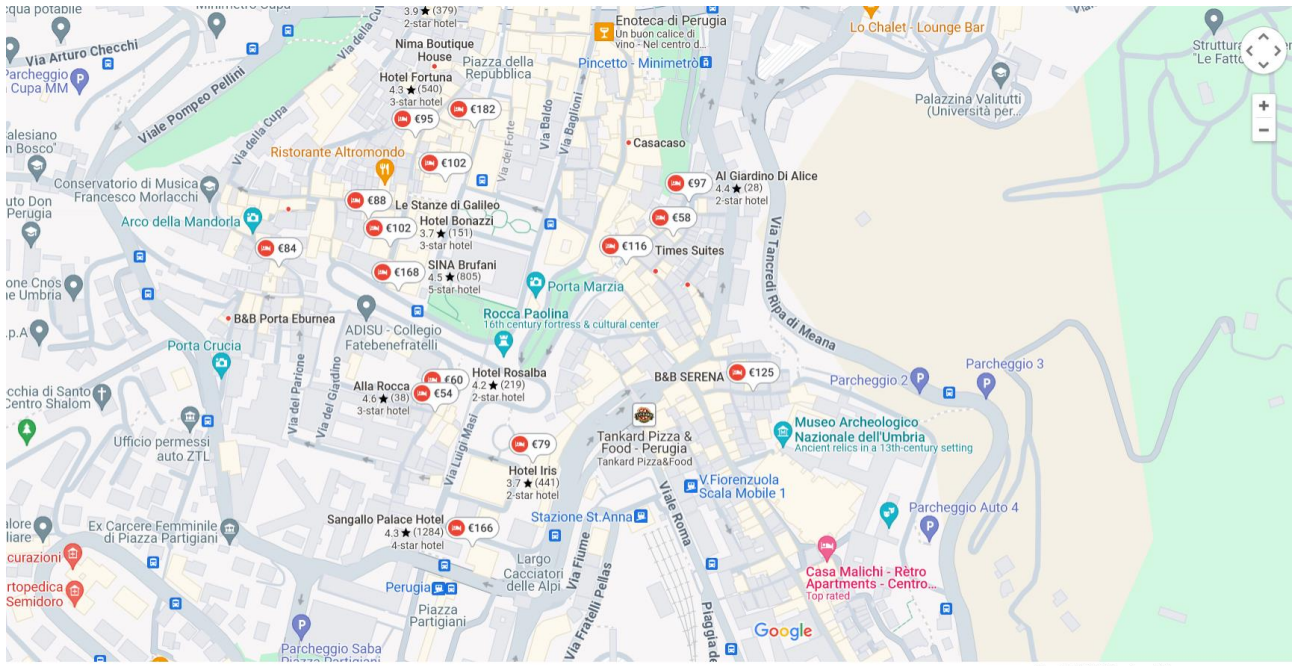 cqua potabile
Minimetrò Cupa
Via Arturo Checchi
Parcheggio
Cupa MM
Viale Pompeo Pellini
Via della Cupa
3.9 ★ (379)
2-star hotel
Nima Boutique
House
Piazza della
Repubblica
Hotel Fortuna
4.3 ★ (540)
3-star hotel
€95
€182
Via del Forte
Via Baldo
Via Baglioni
Enoteca di Perugia
Un buon calice di
vino - Nel centro d...
Pincetto - Minimetrò
Lo Chalet - Lounge Bar
Struttura
"Le Fatto
Palazzina Valitutti
(Università per...
+
−
alesiano
n Bosco"
Via della Cupa
Ristorante Altromondo
€102
Casacaso
Conservatorio di Musica
Francesco Morlacchi
uto Don
Perugia
Arco della Mandorla
€88
Le Stanze di Galileo
€97
Al Giardino Di Alice
4.4 ★ (28)
2-star hotel
€58
€102
Hotel Bonazzi
3.7 ★ (151)
3-star hotel
€84
€116
Times Suites
€168
SINA Brufani
4.5 ★ (805)
5-star hotel
Porta Marzia
Via Tancredi Ripa di Meana
one Cnos
he Umbria
B&B Porta Eburnea
ADISU - Collegio
Fatebenefratelli
Rocca Paolina
16th century fortress & cultural center
.p.A
Porta Crucia
Via del Parione
Via del Giardino
€60
Alla Rocca
4.6 ★ (38)
3-star hotel
€54
Hotel Rosalba
4.2 ★ (219)
2-star hotel
B&B SERENA
€125
Parcheggio 2
Parcheggio 3
cchia di Santo
Centro Shalom
Ufficio permessi
auto ZTL
Via Luigi Masi
€79
Hotel Iris
3.7 ★ (441)
2-star hotel
Tankard Pizza &
Food - Perugia
Tankard Pizza&Food
Museo Archeologico
Nazionale dell'Umbria
Ancient relics in a 13th-century setting
V.Fiorenzuola
Scala Mobile 1
Viale Roma
Stazione St.Anna
Parcheggio Auto 4
alore
liare
Ex Carcere Femminile
di Piazza Partigiani
Sangallo Palace Hotel
4.3 ★ (1284)
4-star hotel
€166
curazioni
rtopedica
Semidoro
Perugia
Largo
Cacciatori
delle Alpi
Via Fiume
Via Fratelli Pellas
Casa Malichi - Rètro
Apartments - Centro...
Top rated
Piazza
Partigiani
Piaggia de
Google
Parcheggio Saba
Piazza Partigiani